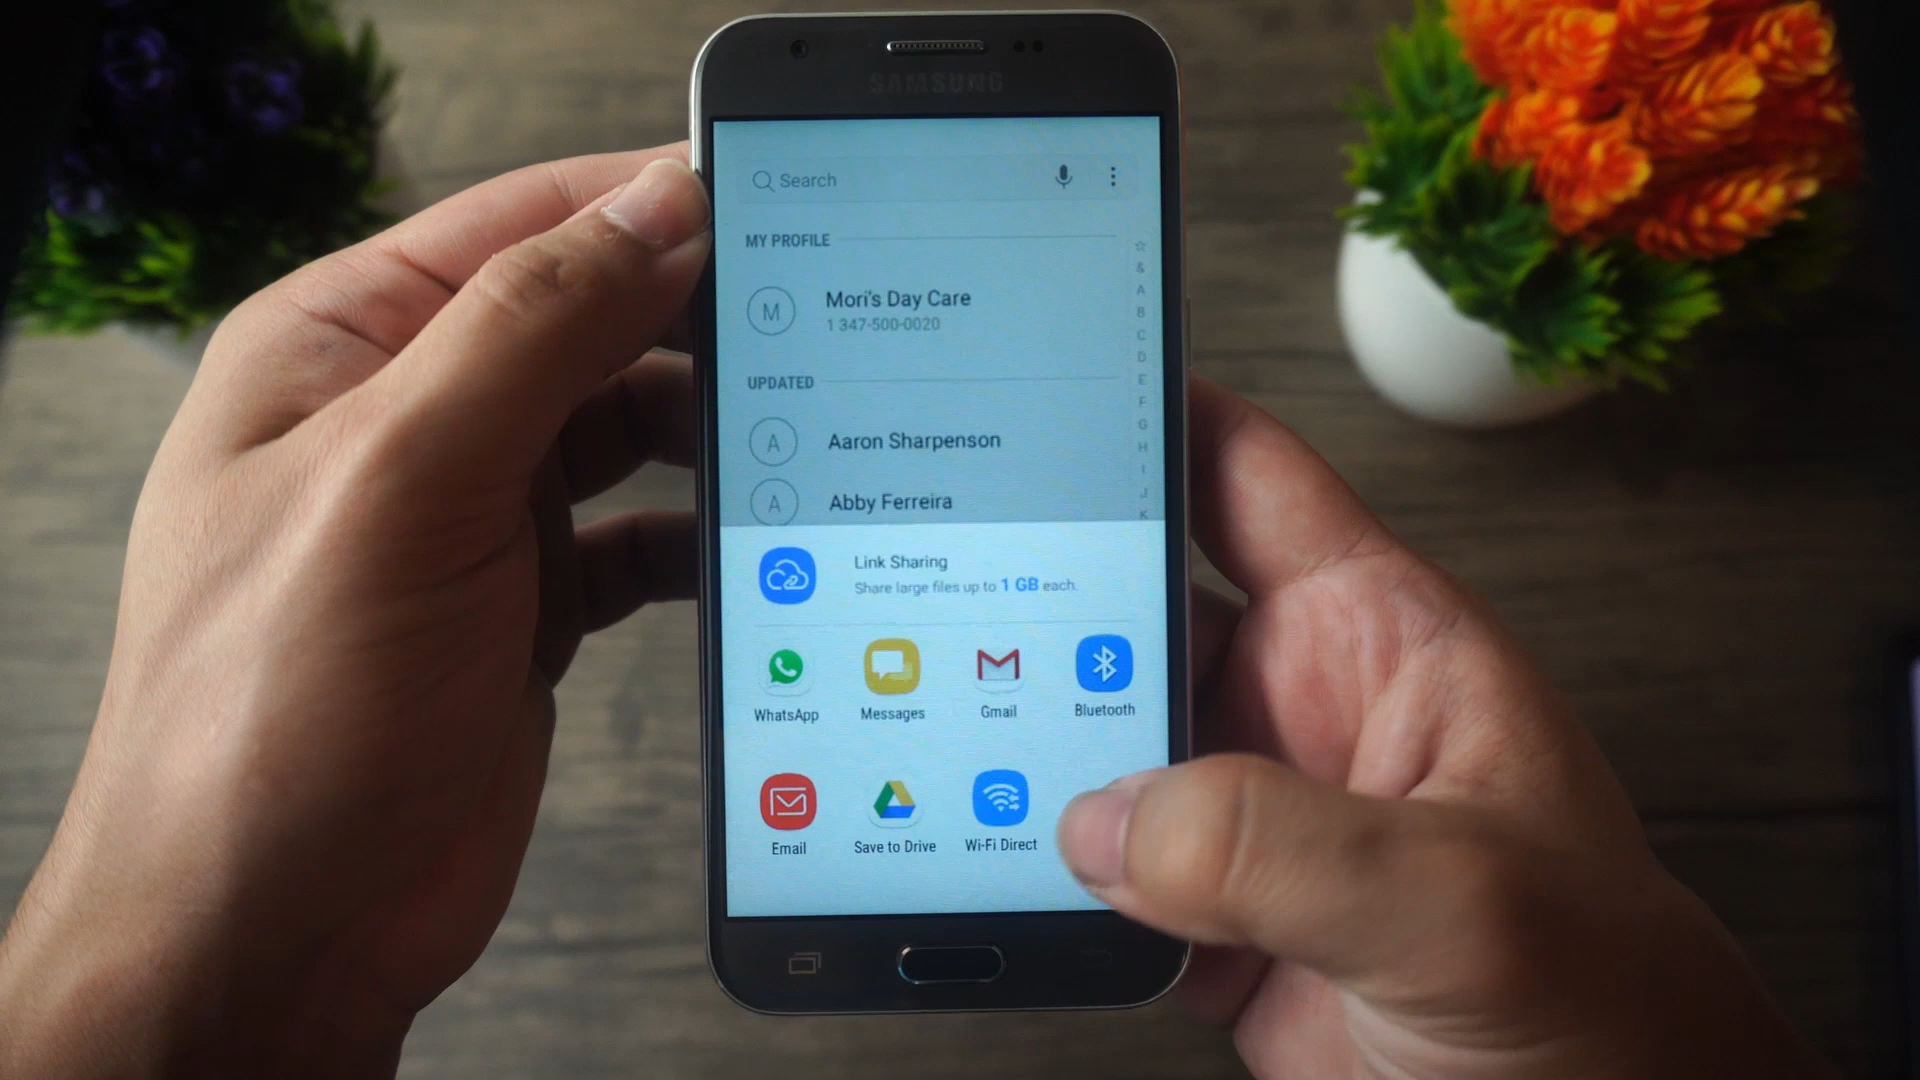 SAMSUNG
Search
MY PROFILE
M
Mori's Day Care
1 347-500-0020
UPDATED
A
Aaron Sharpenson
A
Abby Ferreira
&
A
B
C
D
E
F
G
H
I
J
K
Link Sharing
Share large files up to 1 GB each.
WhatsApp
Messages
Gmail
Bluetooth
Email
Save to Drive
Wi-Fi Direct